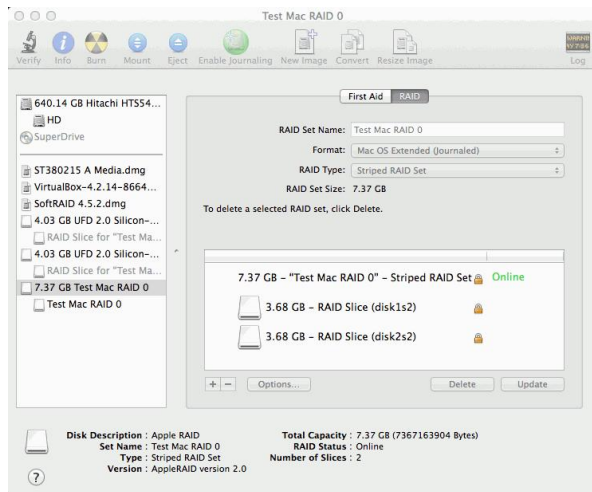 Test Mac RAID 0
Verify Info Burn Mount Eject Enable Journaling New Image Convert Resize Image Log
640.14 GB Hitachi HTS54...
HD
SuperDrive
ST380215 A Media.dmg
VirtualBox-4.2.14-8664...
SoftRAID 4.5.2.dmg
4.03 GB UFD 2.0 Silicon-...
RAID Slice for "Test Ma...
4.03 GB UFD 2.0 Silicon-...
RAID Slice for "Test Ma...
7.37 GB Test Mac RAID 0
Test Mac RAID 0
First Aid RAID
RAID Set Name: Test Mac RAID 0
Format: Mac OS Extended (Journaled)
RAID Type: Striped RAID Set
RAID Set Size: 7.37 GB
To delete a selected RAID set, click Delete.
7.37 GB – "Test Mac RAID 0" – Striped RAID Set Online
3.68 GB – RAID Slice (disk1s2)
3.68 GB – RAID Slice (disk2s2)
+ − Options... Delete Update
Disk Description : Apple RAID Total Capacity : 7.37 GB (7367163904 Bytes)
Set Name : Test Mac RAID 0 RAID Status : Online
Type : Striped RAID Set Number of Slices : 2
Version : AppleRAID version 2.0
?